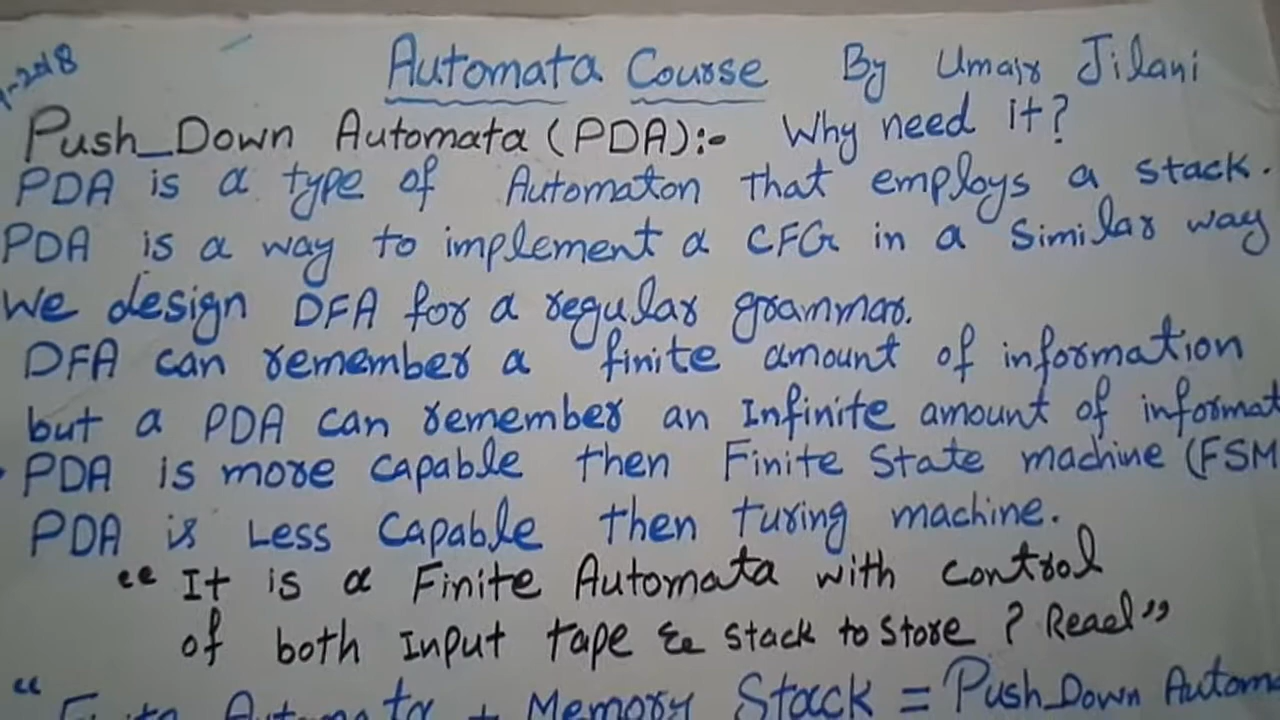 Automata Course By Umair Jilani
Push_Down Automata (PDA):- Why need it?
PDA is a type of Automaton that employs a stack.
PDA is a way to implement a CFG in a Similar way
We design DFA for a regular grammar.
DFA can remember a finite amount of information
but a PDA can remember an Infinite amount of informat
PDA is more capable then Finite State machine (FSM
PDA is Less Capable then turing machine.
"It is a Finite Automata with control
of both Input tape & stack to store? Read"
"Finite Automata + Memory Stack = Push_Down Automa